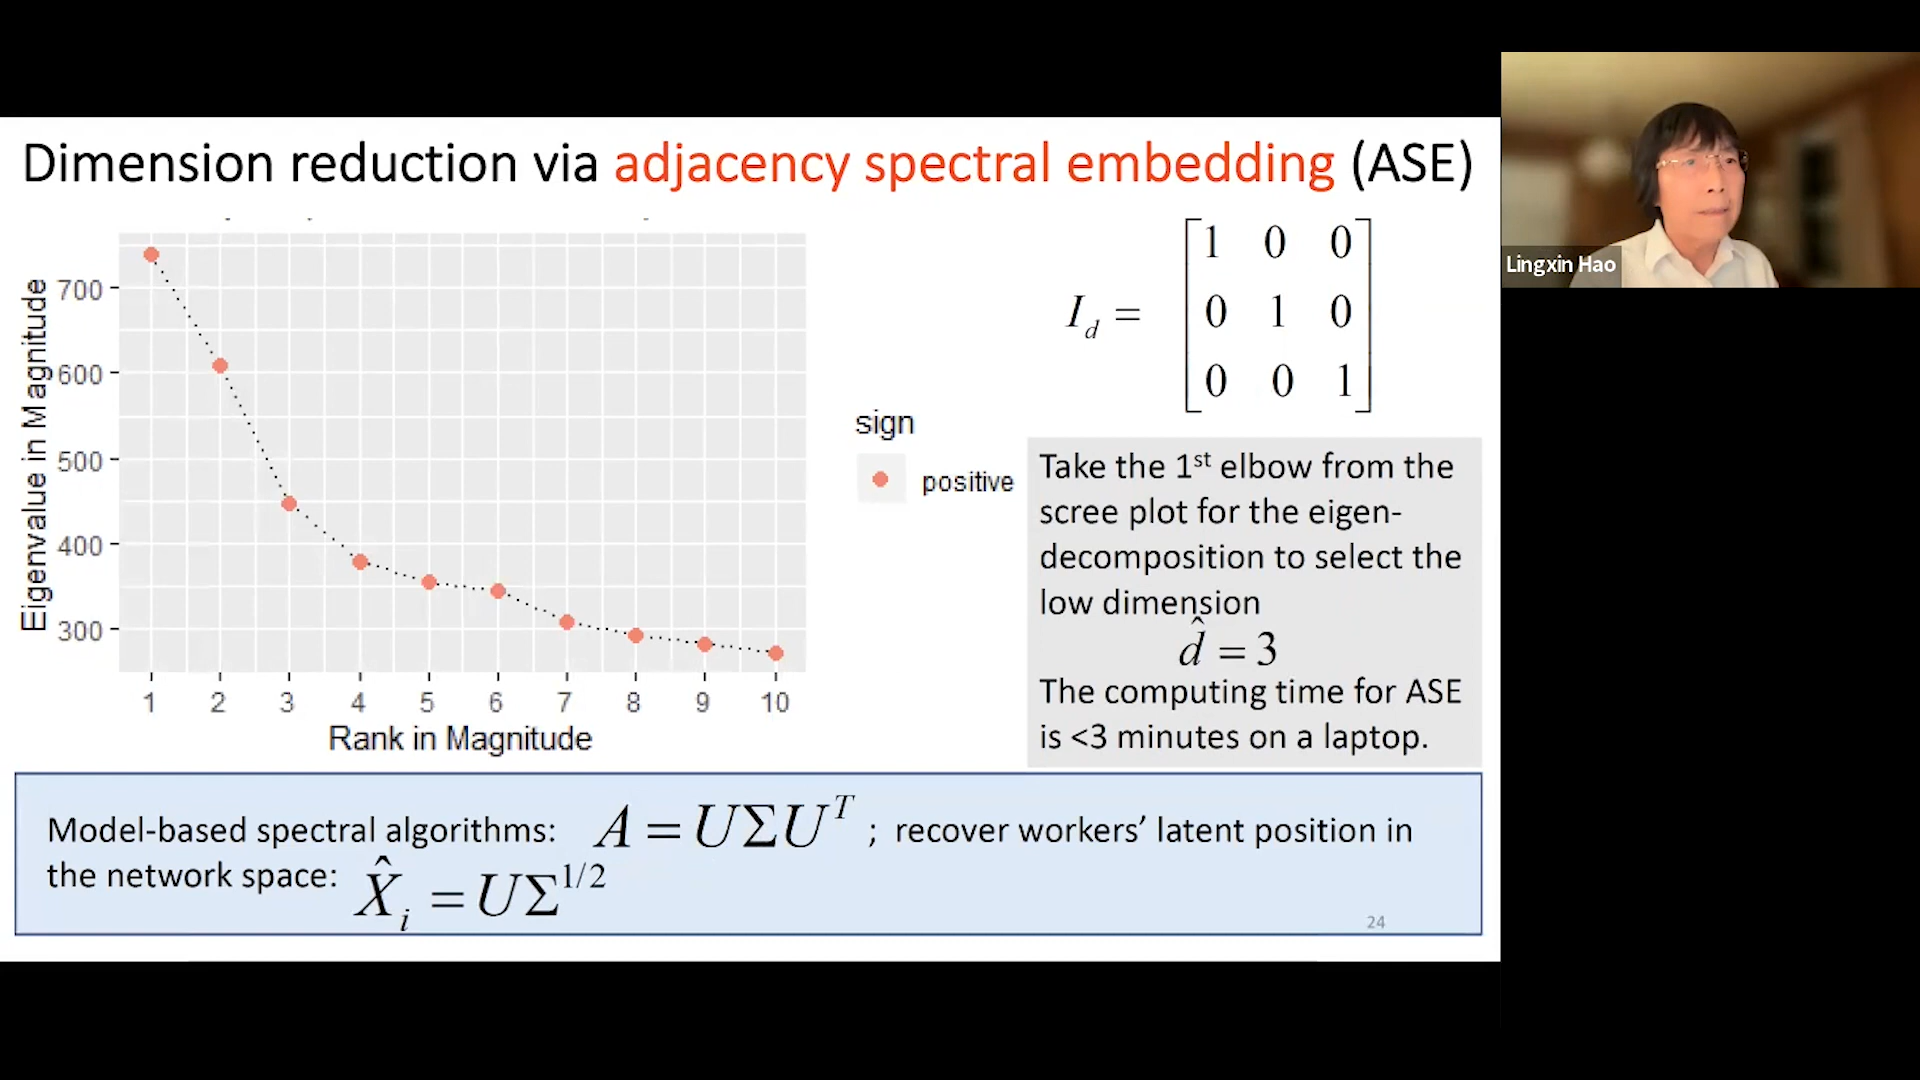 Dimension reduction via adjacency spectral embedding (ASE)
Eigenvalue in Magnitude
700
600
500
400
300
1 2 3 4 5 6 7 8 9 10
Rank in Magnitude
sign
positive
I_d =
1 0 0
0 1 0
0 0 1
Take the 1st elbow from the
scree plot for the eigen-
decomposition to select the
low dimension
d̂ = 3
The computing time for ASE
is <3 minutes on a laptop.
Model-based spectral algorithms: A = UΣU^T ; recover workers’ latent position in
the network space: X̂_i = UΣ^1/2
24
Lingxin Hao